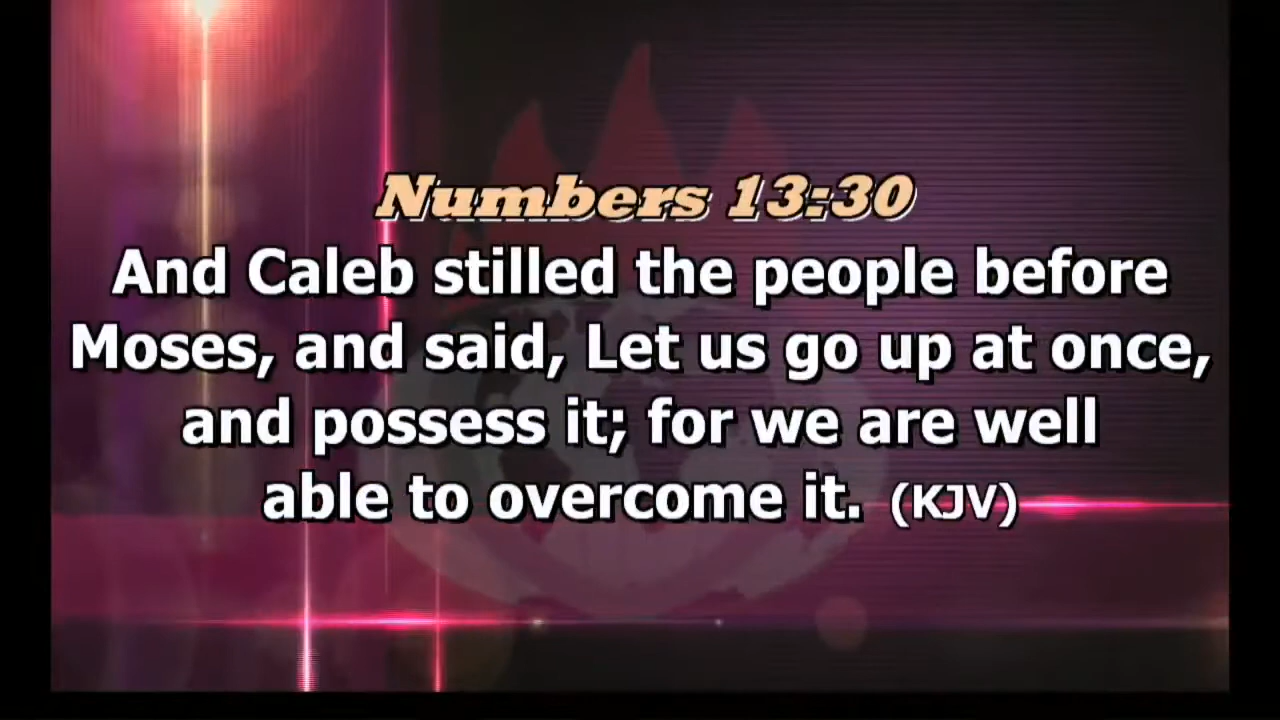 Numbers 13:30
And Caleb stilled the people before
Moses, and said, Let us go up at once,
and possess it; for we are well
able to overcome it. (KJV)